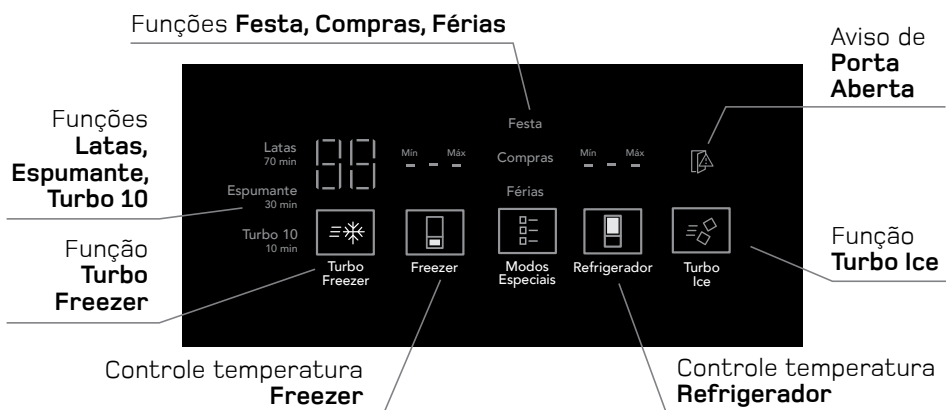 Funções Festa, Compras, Férias
Aviso de
Porta
Aberta
Funções
Latas,
Espumante,
Turbo 10
Função
Turbo
Freezer
Festa
Latas
70 min
88
Mín - - - Máx
Compras
Mín - - - Máx
Espumante
30 min
Férias
Turbo 10
10 min
Turbo
Freezer
Freezer
Modos
Especiais
Refrigerador
Turbo
Ice
Função
Turbo Ice
Controle temperatura
Freezer
Controle temperatura
Refrigerador